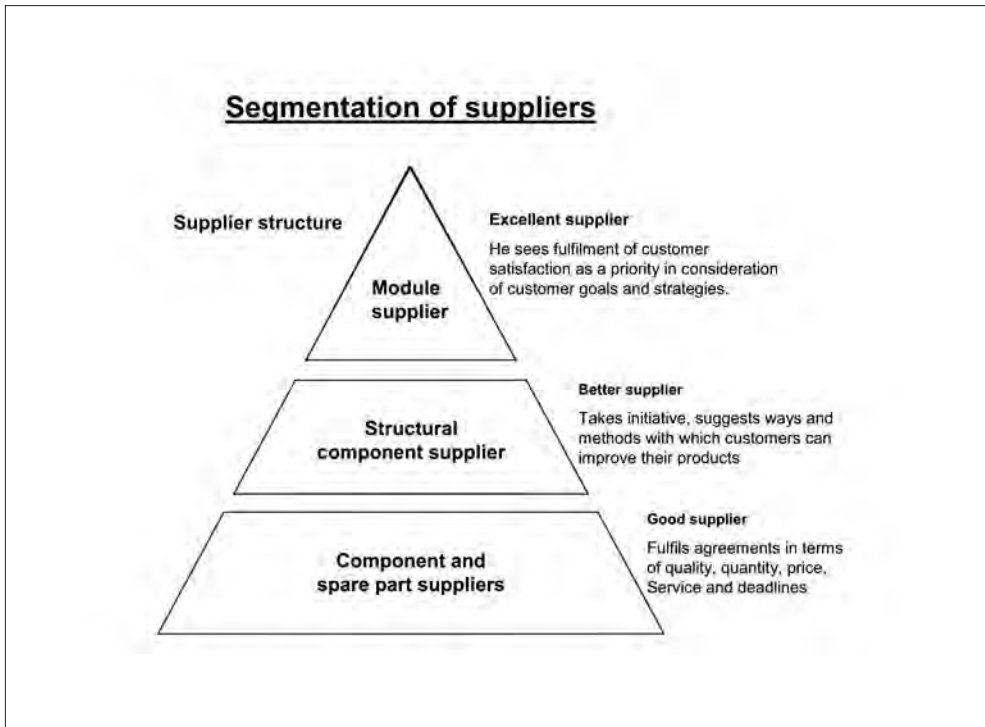 Segmentation of suppliers
Supplier structure
Module
supplier
Excellent supplier
He sees fulfilment of customer
satisfaction as a priority in consideration
of customer goals and strategies.
Structural
component supplier
Better supplier
Takes initiative, suggests ways and
methods with which customers can
improve their products
Component and
spare part suppliers
Good supplier
Fulfils agreements in terms
of quality, quantity, price,
Service and deadlines